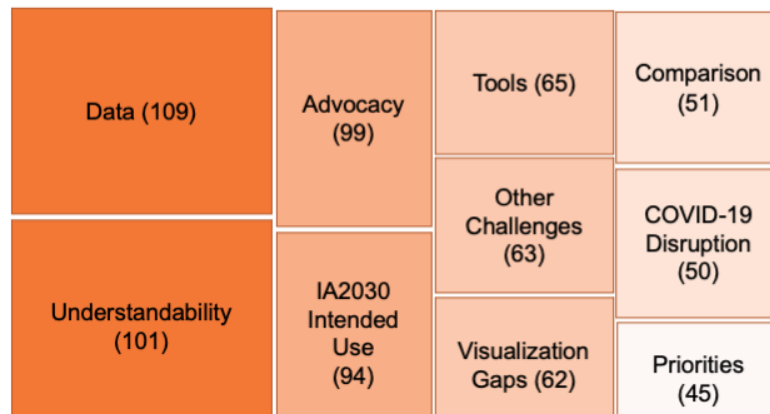 Data (109)
Understandability
(101)
Advocacy
(99)
IA2030
Intended
Use
(94)
Tools (65)
Other
Challenges
(63)
Visualization
Gaps (62)
Comparison
(51)
COVID-19
Disruption
(50)
Priorities
(45)